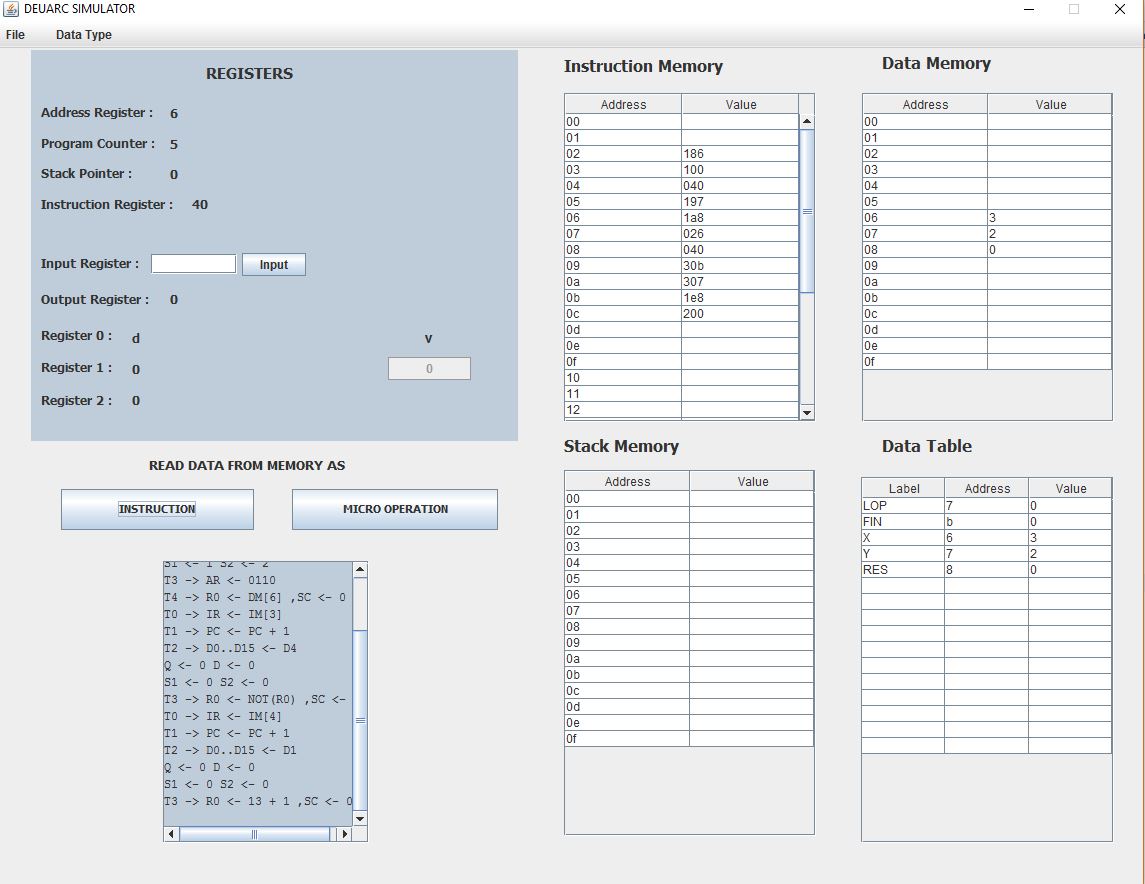 DEUARC SIMULATOR
File Data Type
REGISTERS
Address Register : 6
Program Counter : 5
Stack Pointer : 0
Instruction Register : 40
Input Register : Input
Output Register : 0
Register 0 : d V
Register 1 : 0 0
Register 2 : 0
READ DATA FROM MEMORY AS
INSTRUCTION MICRO OPERATION
S1 <- 1 S2 <- 2
T3 -> AR <- 0110
T4 -> R0 <- DM[6] ,SC <- 0
T0 -> IR <- IM[3]
T1 -> PC <- PC + 1
T2 -> D0..D15 <- D4
Q <- 0 D <- 0
S1 <- 0 S2 <- 0
T3 -> R0 <- NOT(R0) ,SC <-
T0 -> IR <- IM[4]
T1 -> PC <- PC + 1
T2 -> D0..D15 <- D1
Q <- 0 D <- 0
S1 <- 0 S2 <- 0
T3 -> R0 <- 13 + 1 ,SC <- 0
Instruction Memory
Address Value
00
01
02 186
03 100
04 040
05 197
06 1a8
07 026
08 040
09 30b
0a 307
0b 1e8
0c 200
0d
0e
0f
10
11
12
Data Memory
Address Value
00
01
02
03
04
05
06 3
07 2
08 0
09
0a
0b
0c
0d
0e
0f
Stack Memory
Address Value
00
01
02
03
04
05
06
07
08
09
0a
0b
0c
0d
0e
0f
Data Table
Label Address Value
LOP 7 0
FIN b 0
X 6 3
Y 7 2
RES 8 0